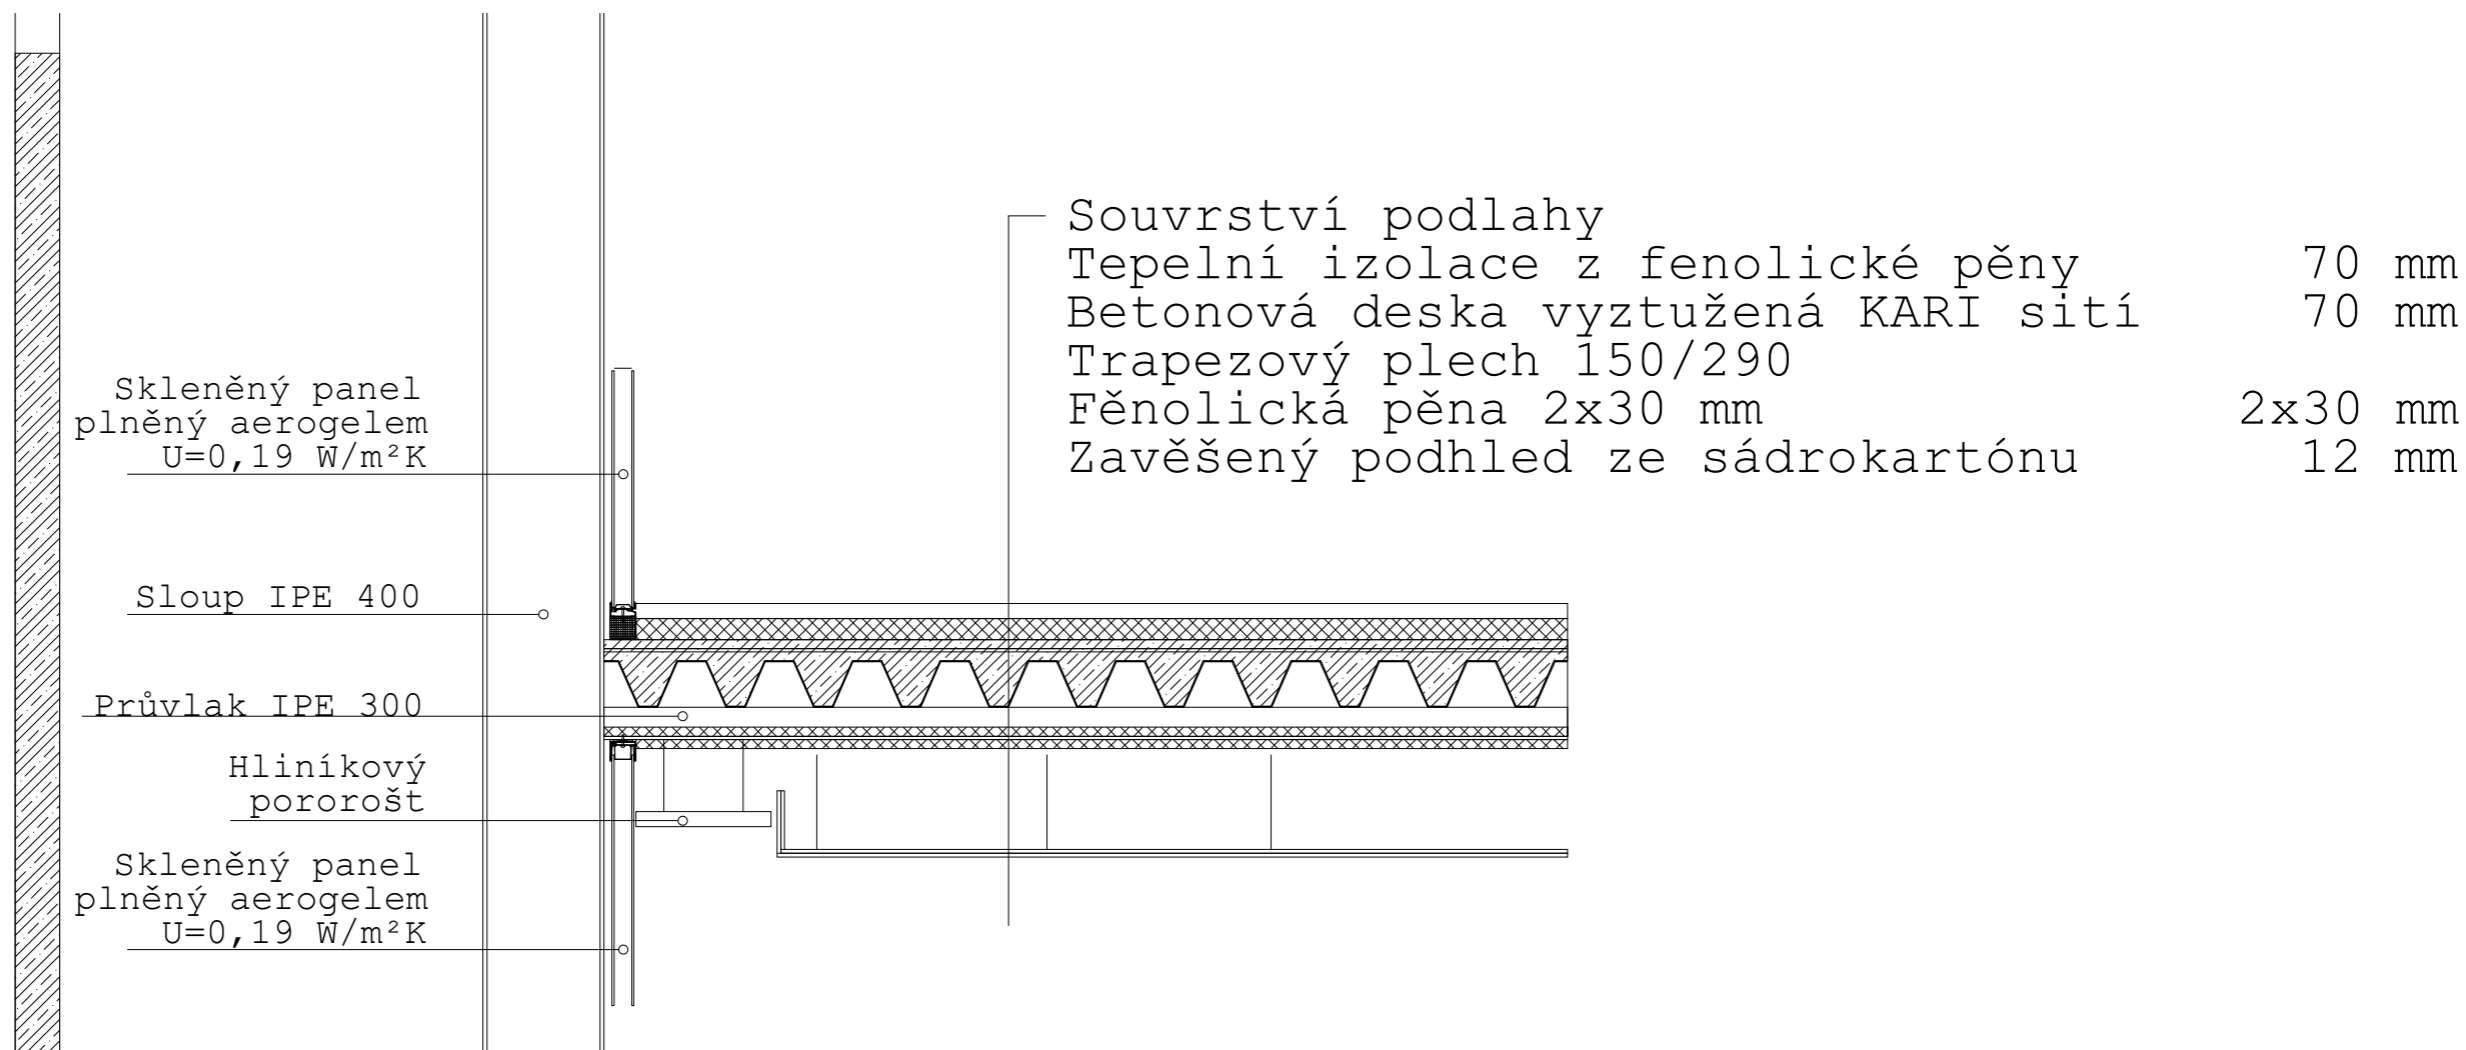 Souvrství podlahy
Tepelní izolace z fenolické pěny 70 mm
Betonová deska vyztužená KARI sití 70 mm
Trapezový plech 150/290
Fěnolická pěna 2x30 mm 2x30 mm
Zavěšený podhled ze sádrokartónu 12 mm
Skleněný panel
plněný aerogelem
U=0,19 W/m²K
Sloup IPE 400
Průvlak IPE 300
Hliníkový
pororošt
Skleněný panel
plněný aerogelem
U=0,19 W/m²K